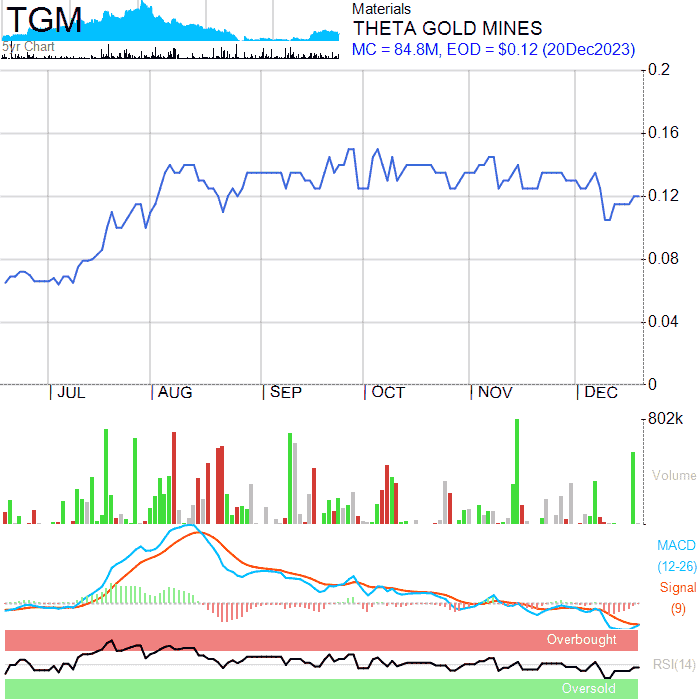 TGM
5yr Chart
Materials
THETA GOLD MINES
MC = 84.8M, EOD = $0.12 (20Dec2023)
0.2
0.16
0.12
0.08
0.04
0
JUL AUG SEP OCT NOV DEC
802k
Volume
MACD
(12-26)
Signal
(9)
Overbought
RSI(14)
Oversold